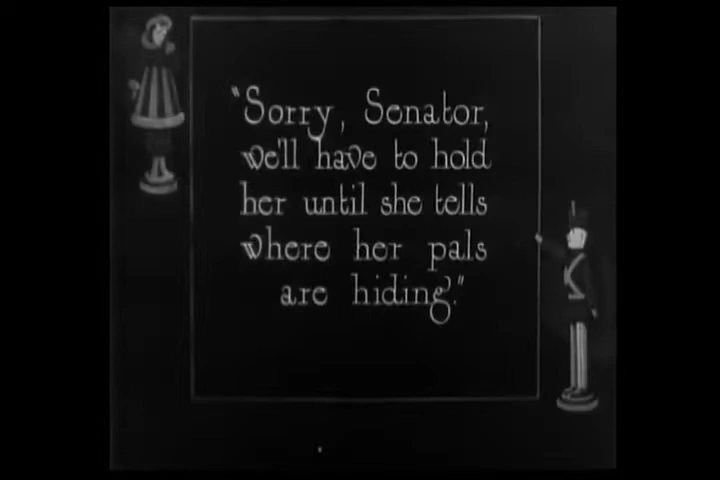 "Sorry, Senator,
we'll have to hold
her until she tells
where her pals
are hiding."